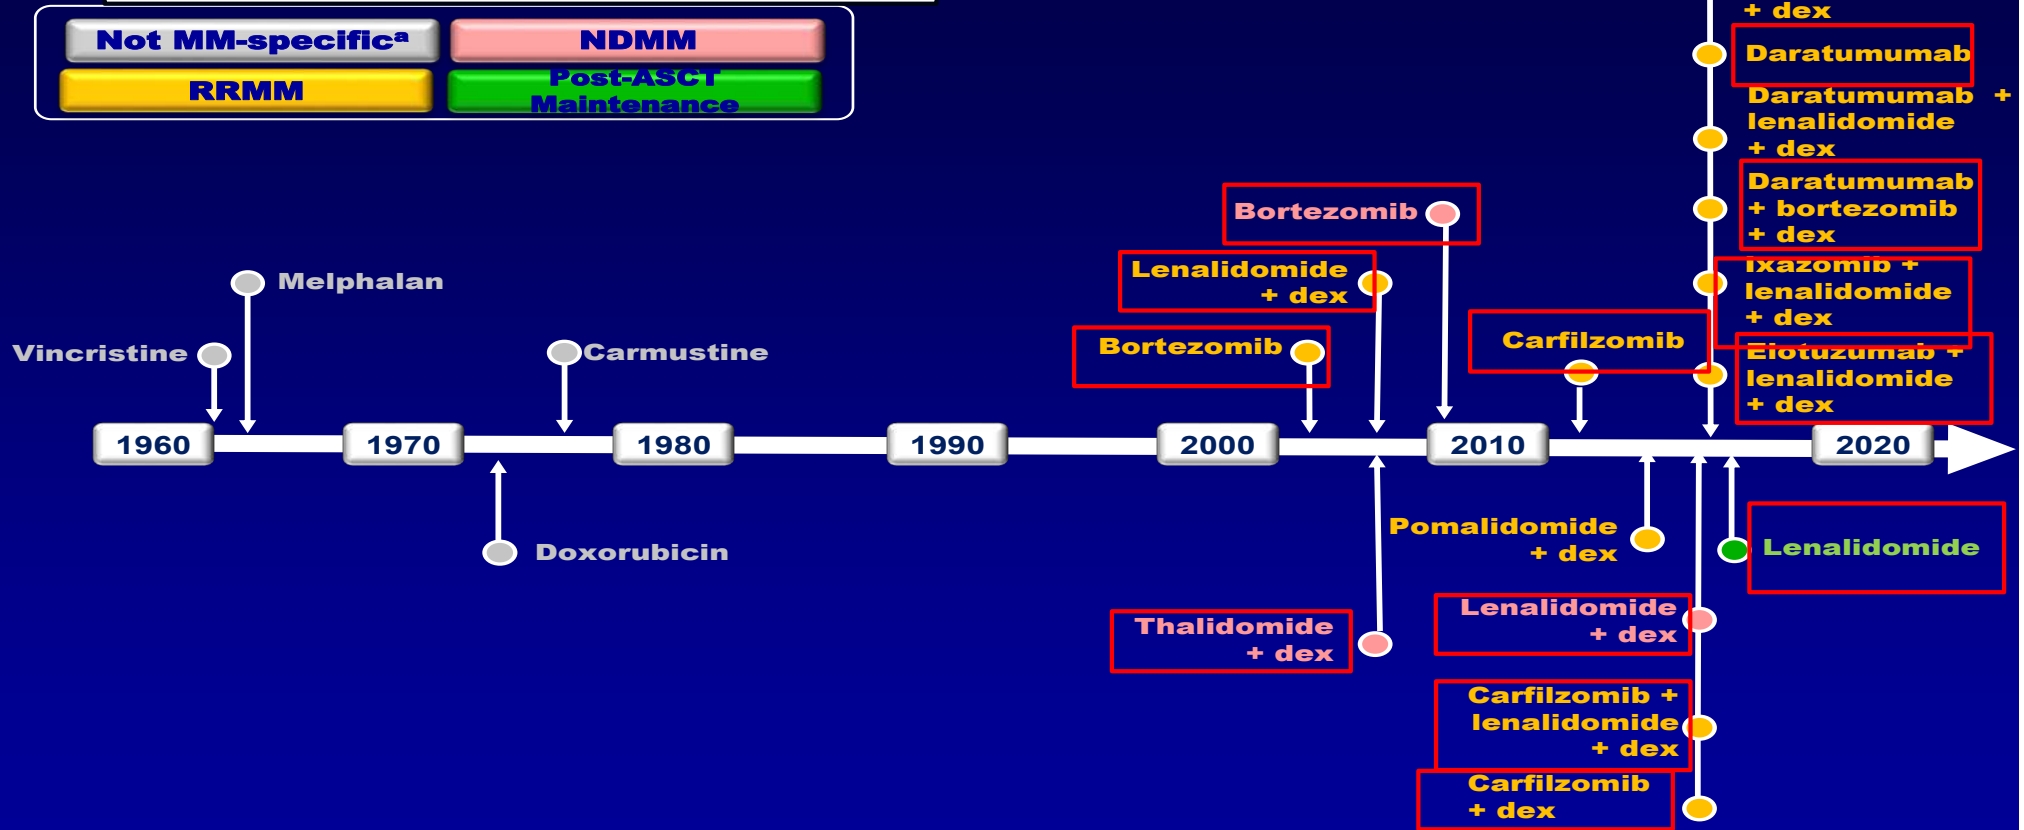 Not MM-specificᵃ
NDMM
RRMM
Post-ASCT
Maintenance
+ dex
Daratumumab
Daratumumab +
lenalidomide
+ dex
Daratumumab
+ bortezomib
+ dex
Ixazomib +
lenalidomide
+ dex
Elotuzumab +
lenalidomide
+ dex
Bortezomib
Lenalidomide
+ dex
Bortezomib
Carfilzomib
Melphalan
Vincristine
Carmustine
1960
1970
1980
1990
2000
2010
2020
Doxorubicin
Pomalidomide
+ dex
Lenalidomide
Thalidomide
+ dex
Lenalidomide
+ dex
Carfilzomib +
lenalidomide
+ dex
Carfilzomib
+ dex